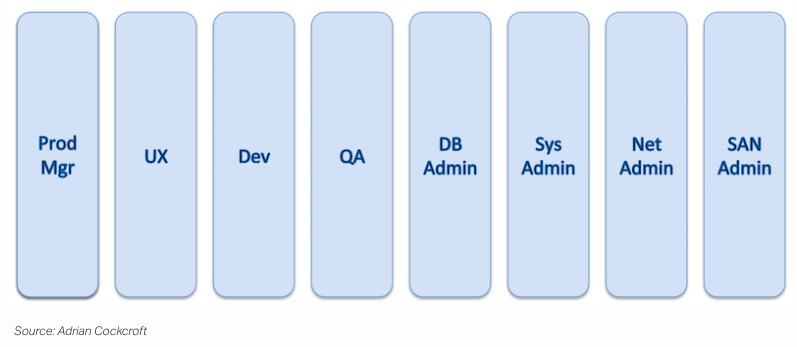 Prod
Mgr
UX
Dev
QA
DB
Admin
Sys
Admin
Net
Admin
SAN
Admin
Source: Adrian Cockcroft